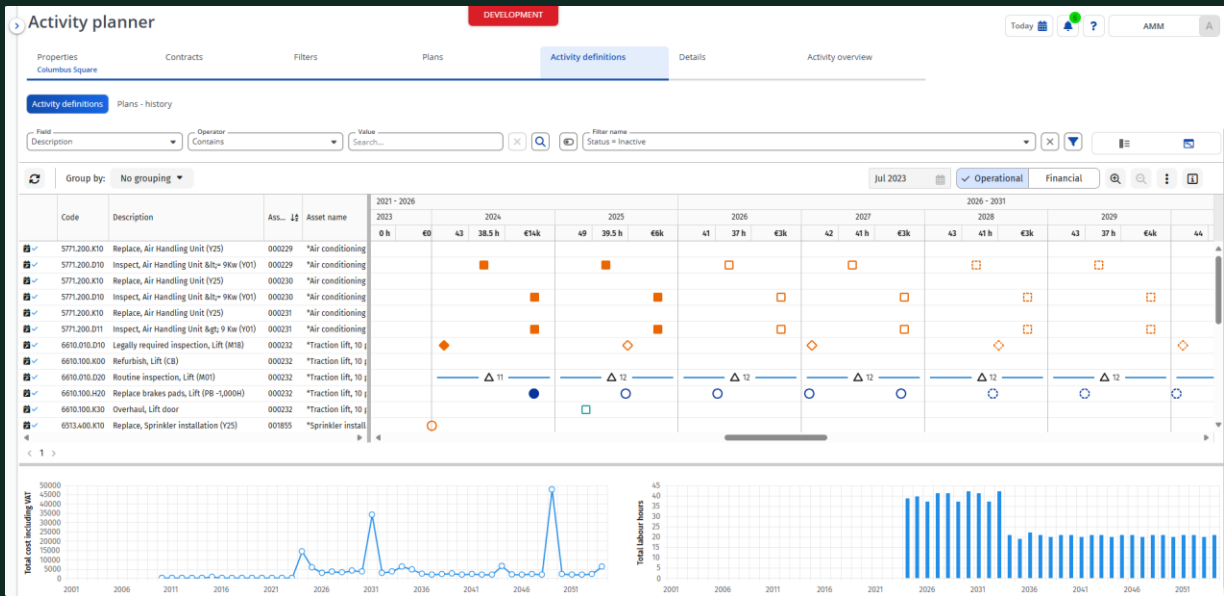 DEVELOPMENT
Activity planner
Today
0
?
AMM
A
Properties Contracts Filters Plans Activity definitions Details Activity overview
Columbus Square
Activity definitions Plans - history
Field Operator Value Filter name
Description Contains Search... Status = Inactive
Group by: No grouping Jul 2023 Operational Financial
2021 - 2026 2026 - 2031
Code Description Ass... Asset name 2023 2024 2025 2026 2027 2028 2029
0 h €0 43 38.5 h €14k 49 39.5 h €6k 41 37 h €3k 42 41 h €3k 43 41 h €3k 43 37 h €4k 44
5771.200.K10 Replace, Air Handling Unit (Y25) 000229 *Air conditioning
5771.200.D10 Inspect, Air Handling Unit &lt;= 9Kw (Y01) 000229 *Air conditioning
5771.200.K10 Replace, Air Handling Unit (Y25) 000230 *Air conditioning
5771.200.D10 Inspect, Air Handling Unit &lt;= 9Kw (Y01) 000230 *Air conditioning
5771.200.K10 Replace, Air Handling Unit (Y25) 000231 *Air conditioning
5771.200.D11 Inspect, Air Handling Unit &gt; 9 Kw (Y01) 000231 *Air conditioning
6610.010.D10 Legally required inspection, Lift (M18) 000232 *Traction lift, 10
6610.100.K00 Refurbish, Lift (CB) 000232 *Traction lift, 10
6610.010.D20 Routine inspection, Lift (M01) 000232 *Traction lift, 10 11 12 12 12 12 12
6610.100.H20 Replace brakes pads, Lift (PB -1,000H) 000232 *Traction lift, 10
6610.100.K30 Overhaul, Lift door 000232 *Traction lift, 10
6513.400.K10 Replace, Sprinkler installation (Y25) 001855 *Sprinkler install
1
Total cost including VAT
50000
45000
40000
35000
30000
25000
20000
15000
10000
5000
0
2001 2006 2011 2016 2021 2026 2031 2036 2041 2046 2051
Total labour hours
45
40
35
30
25
20
15
10
5
0
2001 2006 2011 2016 2021 2026 2031 2036 2041 2046 2051